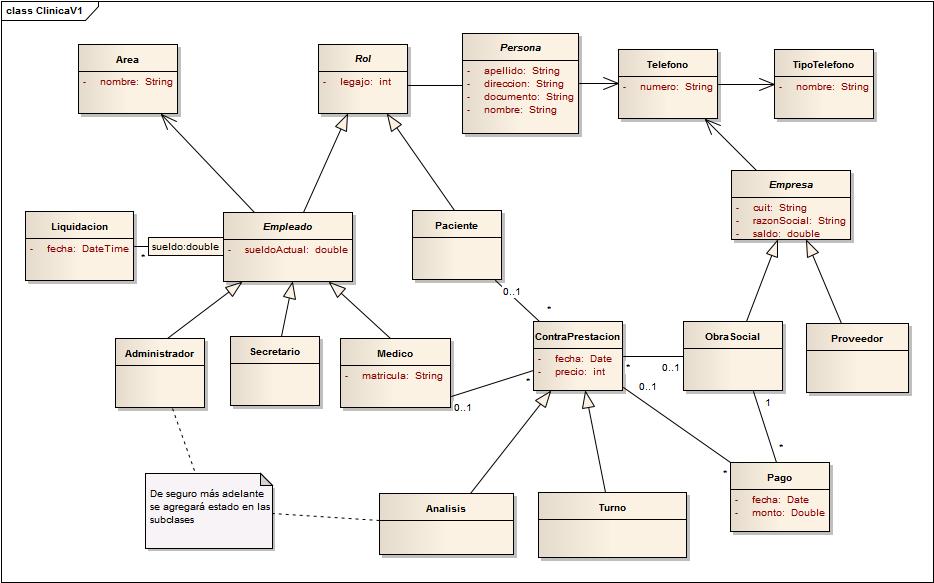 class ClinicaV1
Area
- nombre: String
Rol
- legajo: int
Persona
- apellido: String
- direccion: String
- documento: String
- nombre: String
Telefono
- numero: String
TipoTelefono
- nombre: String
Empresa
- cuit: String
- razonSocial: String
- saldo: double
Liquidacion
- fecha: DateTime
*
sueldo:double
Empleado
- sueldoActual: double
Paciente
0..1
*
Administrador
Secretario
Medico
- matricula: String
0..1
*
ContraPrestacion
- fecha: Date
- precio: int
*
0..1
0..1
ObraSocial
1
*
Proveedor
*
Pago
- fecha: Date
- monto: Double
De seguro más adelante
se agregará estado en las
subclases
Analisis
Turno